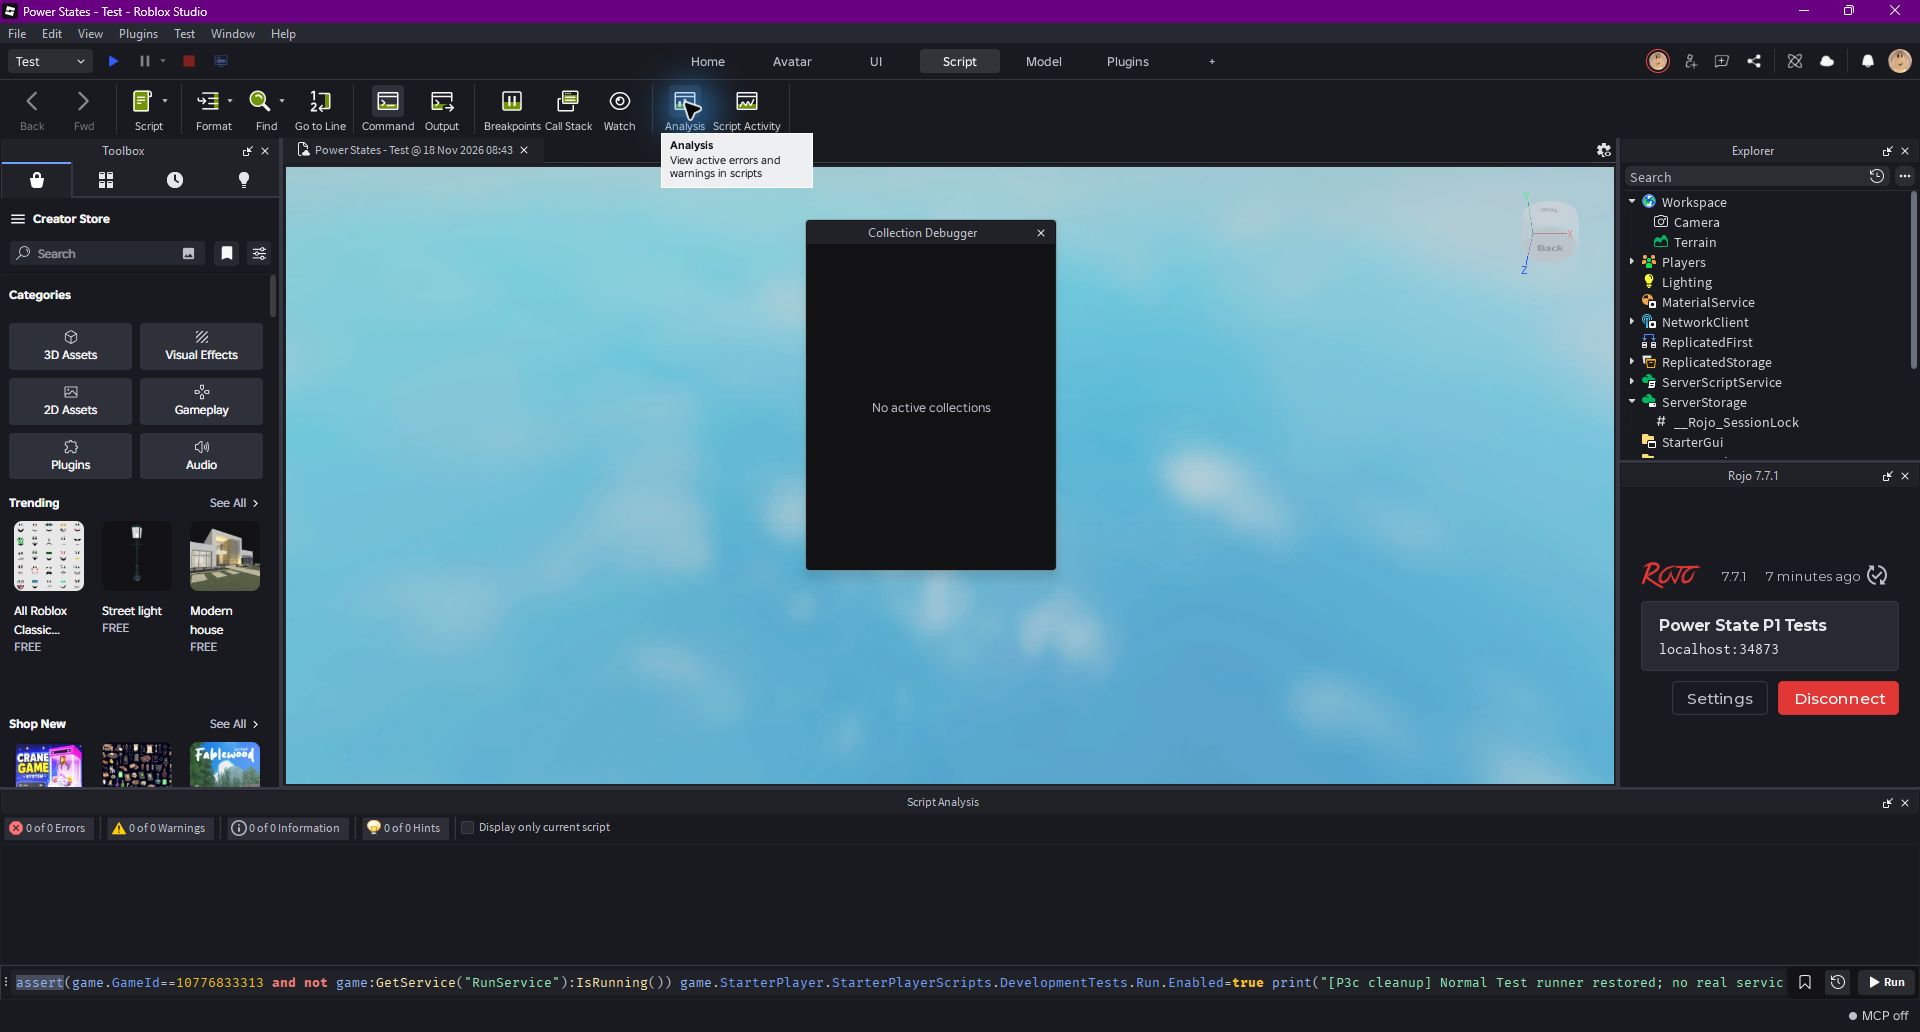 Power States - Test - Roblox Studio
File Edit View Plugins Test Window Help
Test
Home Avatar UI Script Model Plugins +
Back Fwd Script Format Find Go to Line Command Output Breakpoints Call Stack Watch Analysis Script Activity
Analysis
View active errors and
warnings in scripts
Toolbox
Creator Store
Search
Categories
3D Assets
Visual Effects
2D Assets
Gameplay
Plugins
Audio
Trending
See All
All Roblox
Classic...
FREE
Street light
FREE
Modern
house
FREE
Shop New
See All
CRANE
GAME
SYSTEM
Fablewood
Power States - Test @ 18 Nov 2026 08:43
Y
X
Back
Z
Collection Debugger
No active collections
Explorer
Search
Workspace
Camera
Terrain
Players
Lighting
MaterialService
NetworkClient
ReplicatedFirst
ReplicatedStorage
ServerScriptService
ServerStorage
# __Rojo_SessionLock
StarterGui
Rojo 7.7.1
ROJO 7.7.1 7 minutes ago
Power State P1 Tests
localhost:34873
Settings
Disconnect
Script Analysis
0 of 0 Errors
0 of 0 Warnings
0 of 0 Information
0 of 0 Hints
Display only current script
assert(game.GameId==10776833313 and not game:GetService("RunService"):IsRunning()) game.StarterPlayer.StarterPlayerScripts.DevelopmentTests.Run.Enabled=true print("[P3c cleanup] Normal Test runner restored; no real servic
Run
MCP off